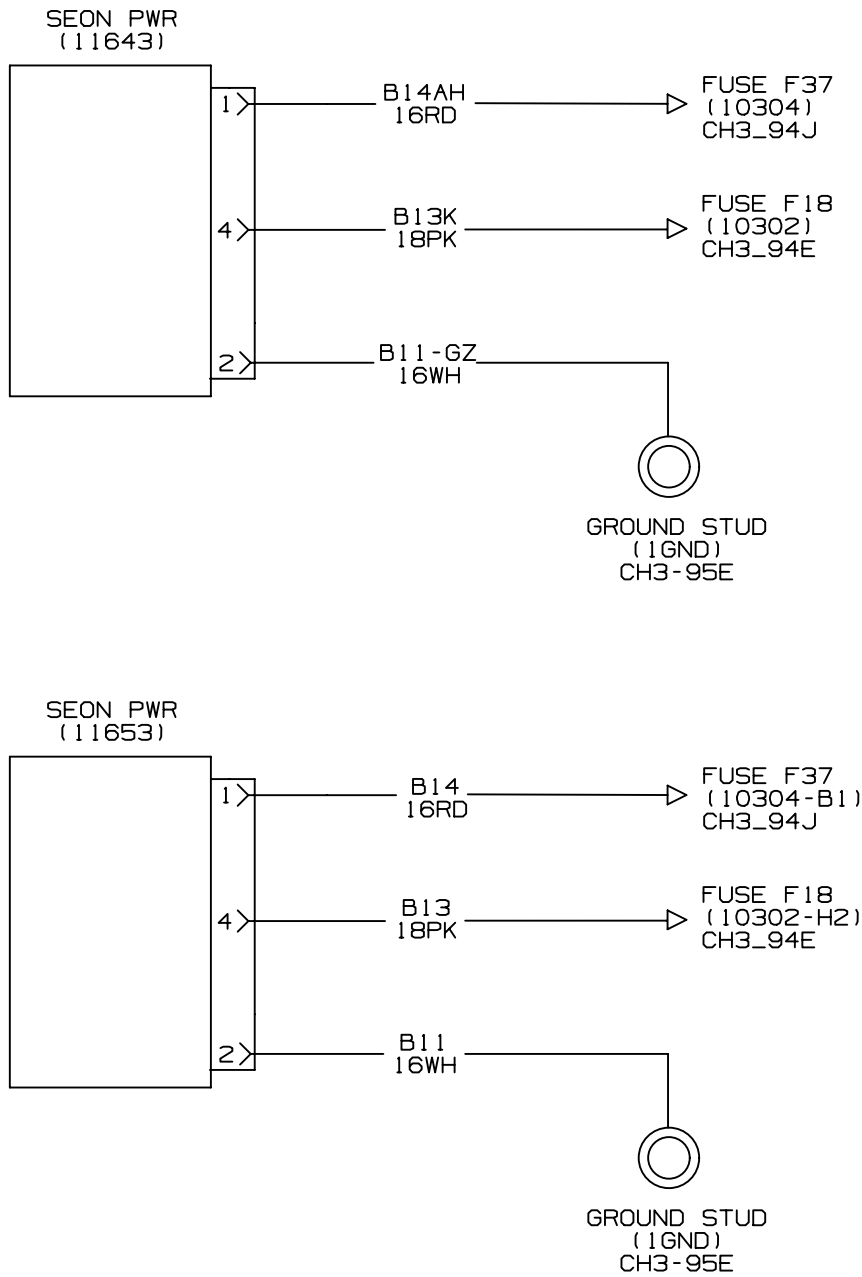 SEON PWR
(11643)
1
B14AH
16RD
FUSE F37
(10304)
CH3_94J
4
B13K
18PK
FUSE F18
(10302)
CH3_94E
2
B11-GZ
16WH
GROUND STUD
(1GND)
CH3-95E
SEON PWR
(11653)
1
B14
16RD
FUSE F37
(10304-B1)
CH3_94J
4
B13
18PK
FUSE F18
(10302-H2)
CH3_94E
2
B11
16WH
GROUND STUD
(1GND)
CH3-95E